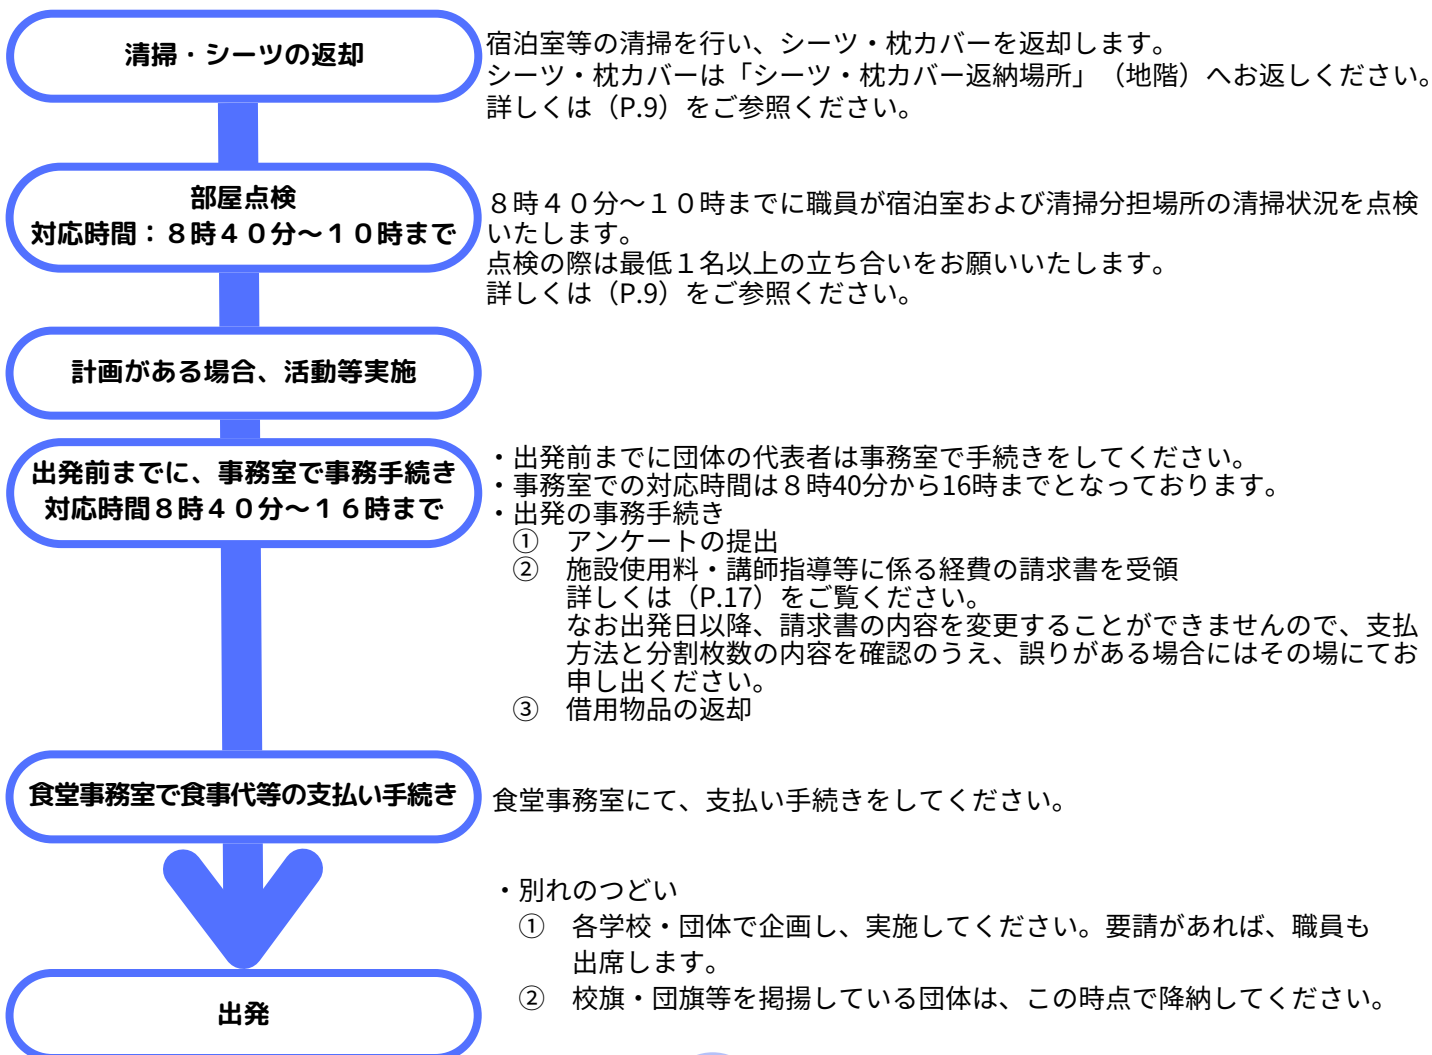 清掃・シーツの返却
宿泊室等の清掃を行い、シーツ・枕カバーを返却します。
シーツ・枕カバーは「シーツ・枕カバー返納場所」（地階）へお返しください。
詳しくは（P.9）をご参照ください。
部屋点検
対応時間：８時４０分～１０時まで
８時４０分～１０時までに職員が宿泊室および清掃分担場所の清掃状況を点検
いたします。
点検の際は最低１名以上の立ち合いをお願いいたします。
詳しくは（P.9）をご参照ください。
計画がある場合、活動等実施
出発前までに、事務室で事務手続き
対応時間８時４０分～１６時まで
・出発前までに団体の代表者は事務室で手続きをしてください。
・事務室での対応時間は８時40分から16時までとなっております。
・出発の事務手続き
①　アンケートの提出
②　施設使用料・講師指導等に係る経費の請求書を受領
詳しくは（P.17）をご覧ください。
なお出発日以降、請求書の内容を変更することができませんので、支払
方法と分割枚数の内容を確認のうえ、誤りがある場合にはその場にてお
申し出ください。
③　借用物品の返却
食堂事務室で食事代等の支払い手続き
食堂事務室にて、支払い手続きをしてください。
・別れのつどい
①　各学校・団体で企画し、実施してください。要請があれば、職員も
出席します。
②　校旗・団旗等を掲揚している団体は、この時点で降納してください。
出発